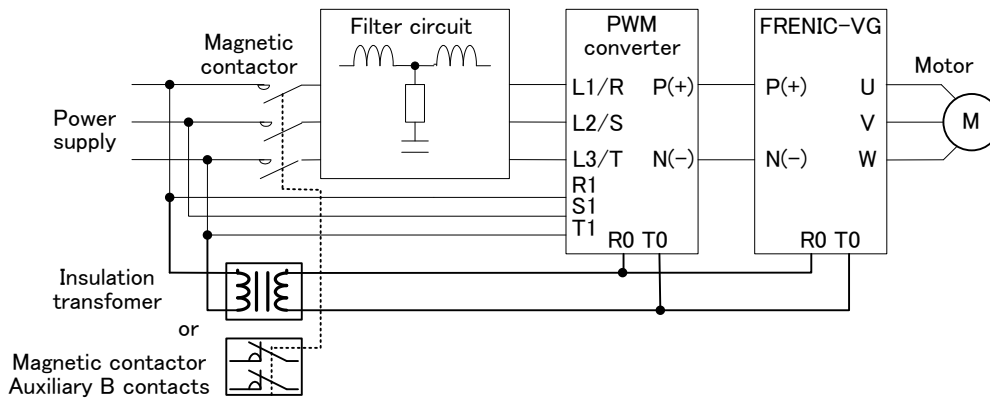 Filter circuit
PWM
converter
FRENIC-VG
Magnetic
contactor
Motor
L1/R P(+) P(+) U
Power
supply
L2/S V M
L3/T N(-) N(-) W
R1
S1
T1
R0 T0 R0 T0
Insulation
transfomer
or
Magnetic contactor
Auxiliary B contacts